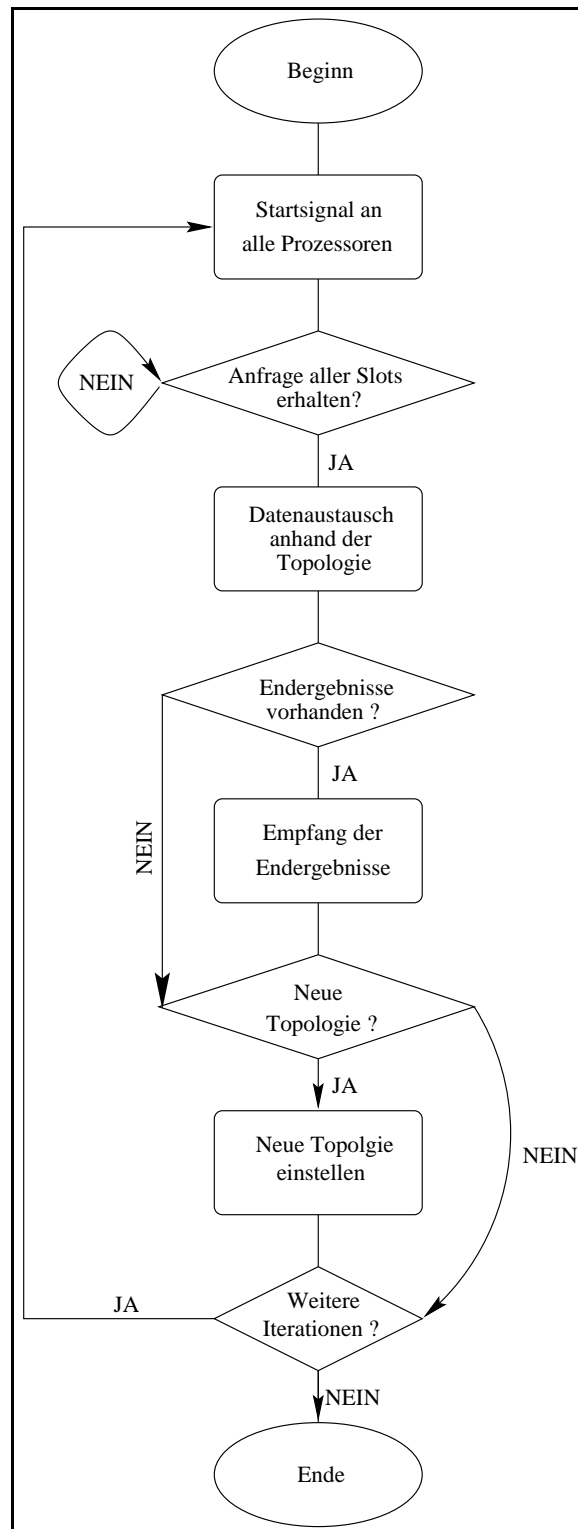 Beginn
Startsignal an
alle Prozessoren
Anfrage aller Slots
erhalten?
NEIN
JA
Datenaustausch
anhand der
Topologie
Endergebnisse
vorhanden ?
JA
NEIN
Empfang der
Endergebnisse
Neue
Topologie ?
JA
NEIN
Neue Topolgie
einstellen
Weitere
Iterationen ?
JA
NEIN
Ende